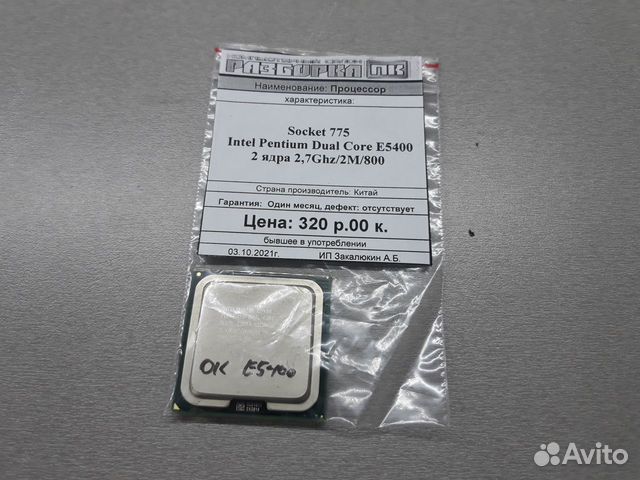 РАЗБОРКА ПК
Наименование: Процессор
характеристика:
Socket 775
Intel Pentium Dual Core E5400
2 ядра 2,7Ghz/2M/800
Страна производитель: Китай
Гарантия: Один месяц, дефект: отсутствует
Цена: 320 р.00 к.
бывшее в употреблении
03.10.2021г. ИП Закалюкин А.Б.
OK E5400
Avito